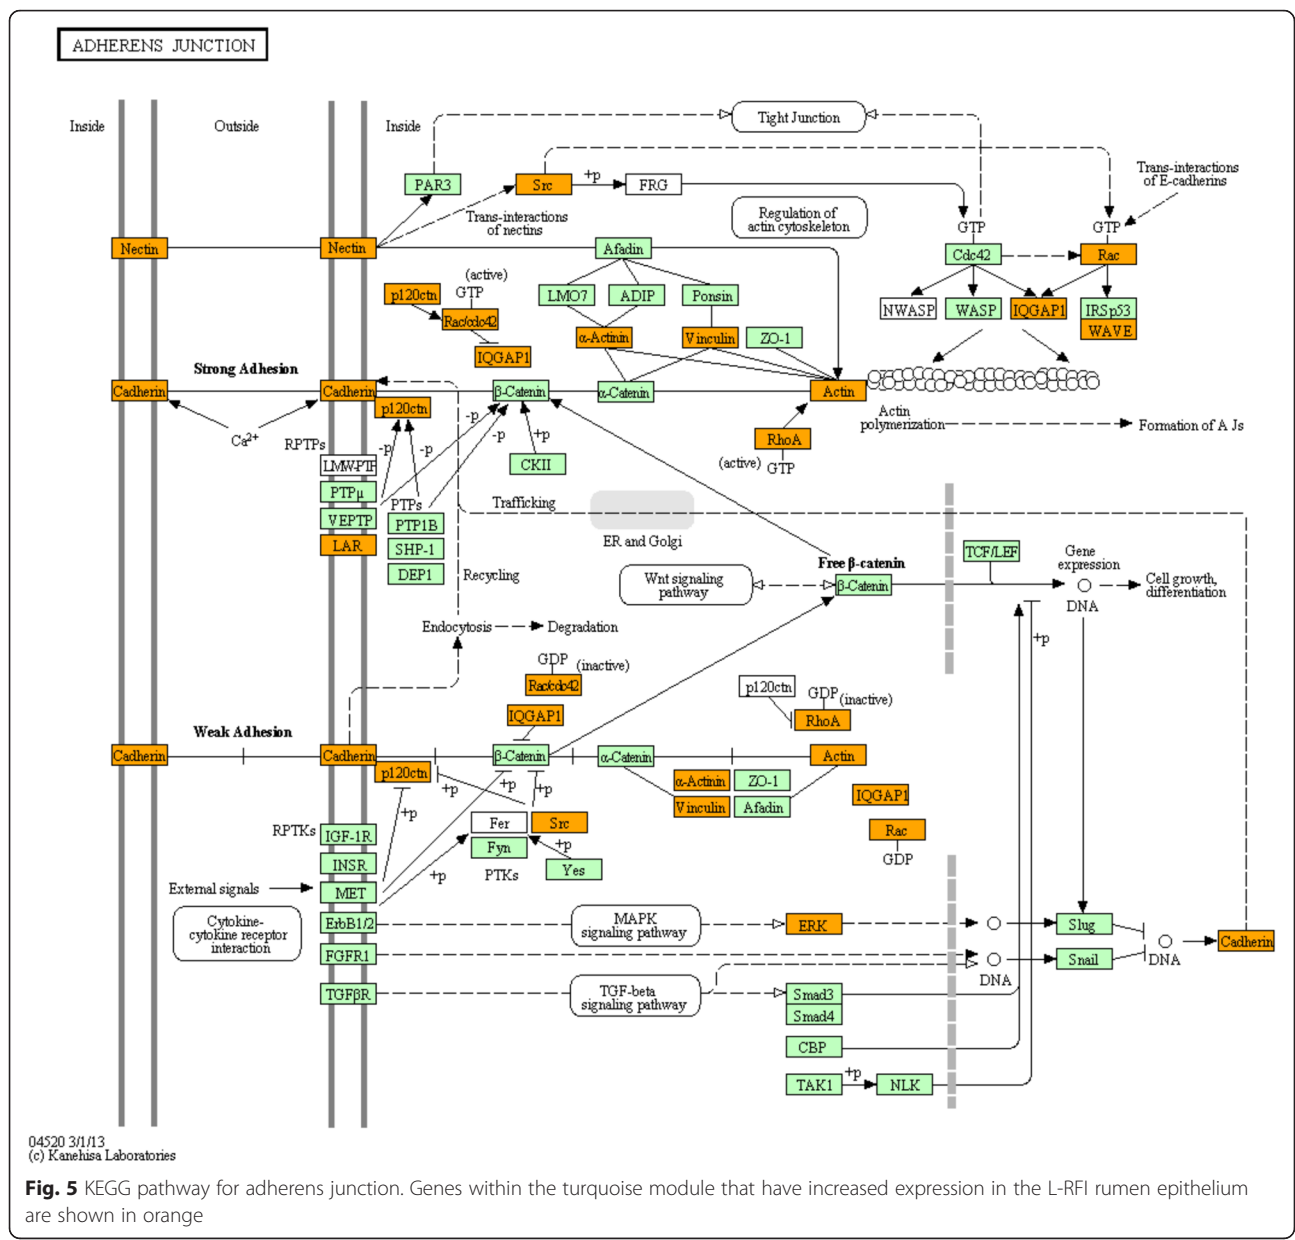 ADHERENS JUNCTION
Inside
Outside
Inside
Tight Junction
PAR3
Src
+p
FRG
Trans-interactions
of E-cadherins
Trans-interactions
of nectins
Regulation of
actin cytoskeleton
GTP
GTP
Nectin
Nectin
Afadin
Cdc42
Rac
(active)
p120ctn
GTP
LMO7
ADIP
Ponsin
NWASP
WASP
IQGAP1
IRSp53
WAVE
Rac/cdc42
α-Actinin
Vinculin
ZO-1
IQGAP1
Strong Adhesion
Cadherin
Cadherin
β-Catenin
α-Catenin
Actin
p120ctn
Actin
polymerization
Formation of A Js
Ca2+
RPTPs
-p
-p
-p
-p
+p
RhoA
(active)
GTP
LMW-PTP
CKII
PTPμ
PTPs
Trafficking
VEPTP
PTP1B
LAR
SHP-1
ER and Golgi
DEP1
Recycling
Free β-catenin
TCF/LEF
Gene
expression
Wnt signaling
pathway
β-Catenin
Cell growth,
differentiation
DNA
Endocytosis
Degradation
+p
GDP
(inactive)
Rac/cdc42
p120ctn
GDP
(inactive)
IQGAP1
RhoA
Weak Adhesion
Cadherin
Cadherin
β-Catenin
α-Catenin
Actin
p120ctn
+p
+p
+p
α-Actinin
ZO-1
Vinculin
Afadin
IQGAP1
+p
RPTKs
IGF-1R
Fer
Src
Rac
Fyn
+p
GDP
INSR
+p
PTKs
Yes
External signals
MET
Cytokine-
cytokine receptor
interaction
ErbB1/2
MAPK
signaling pathway
ERK
Slug
FGFR1
DNA
Snail
DNA
Cadherin
TGFβR
TGF-beta
signaling pathway
Smad3
Smad4
CBP
TAK1
+p
NLK
04520 3/1/13
(c) Kanehisa Laboratories
Fig. 5 KEGG pathway for adherens junction. Genes within the turquoise module that have increased expression in the L-RFI rumen epithelium
are shown in orange